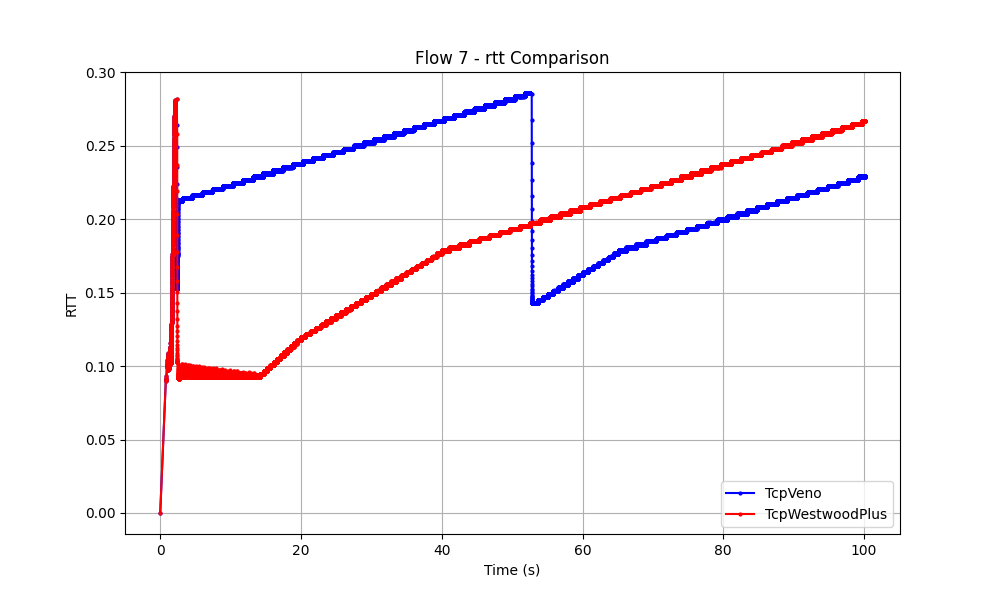 Flow 7 - rtt Comparison
0.30
0.25
0.20
0.15
0.10
0.05
0.00
RTT
0 20 40 60 80 100
Time (s)
TcpVeno
TcpWestwoodPlus